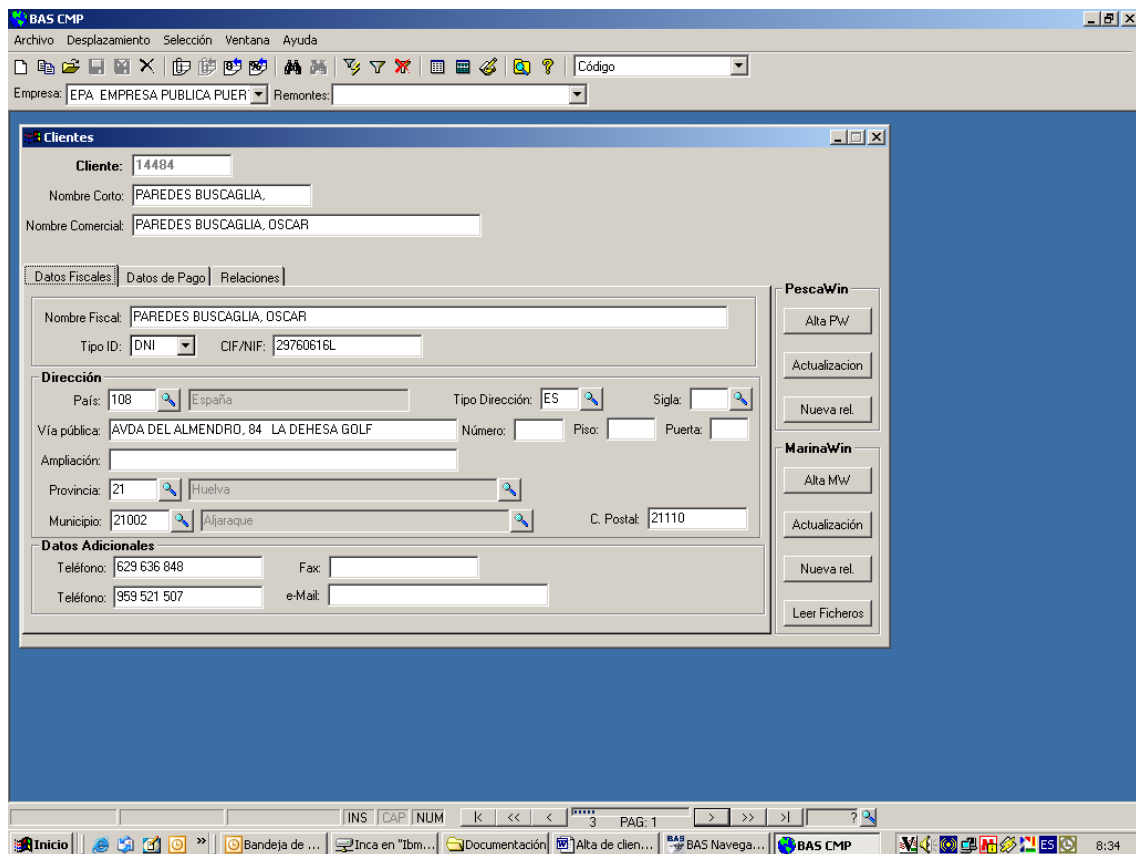 BAS CMP
Archivo Desplazamiento Selección Ventana Ayuda
Código
Empresa: EPA EMPRESA PUBLICA PUER Remontes:
Clientes
Cliente: 14484
Nombre Corto: PAREDES BUSCAGLIA,
Nombre Comercial: PAREDES BUSCAGLIA, OSCAR
Datos Fiscales Datos de Pago Relaciones
Nombre Fiscal: PAREDES BUSCAGLIA, OSCAR
Tipo ID: DNI CIF/NIF: 29760616L
Dirección
País: 108 España Tipo Dirección: ES Sigla:
Vía pública: AVDA DEL ALMENDRO, 84 LA DEHESA GOLF Número: Piso: Puerta:
Ampliación:
Provincia: 21 Huelva
Municipio: 21002 Aljaraque C. Postal: 21110
Datos Adicionales
Teléfono: 629 636 848 Fax:
Teléfono: 959 521 507 e-Mail:
PescaWin
Alta PW
Actualizacion
Nueva rel.
MarinaWin
Alta MW
Actualización
Nueva rel.
Leer Ficheros
INS CAP NUM K << < 3 PAG: 1 > >> >| ?
Inicio » Bandeja de ... Inca en "Ibm... Documentación Alta de clien... BAS Navega... BAS CMP ES 8:34